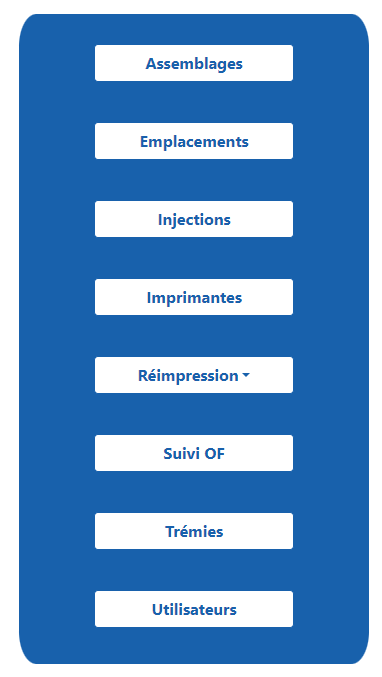 Assemblages
Emplacements
Injections
Imprimantes
Réimpression
Suivi OF
Trémies
Utilisateurs